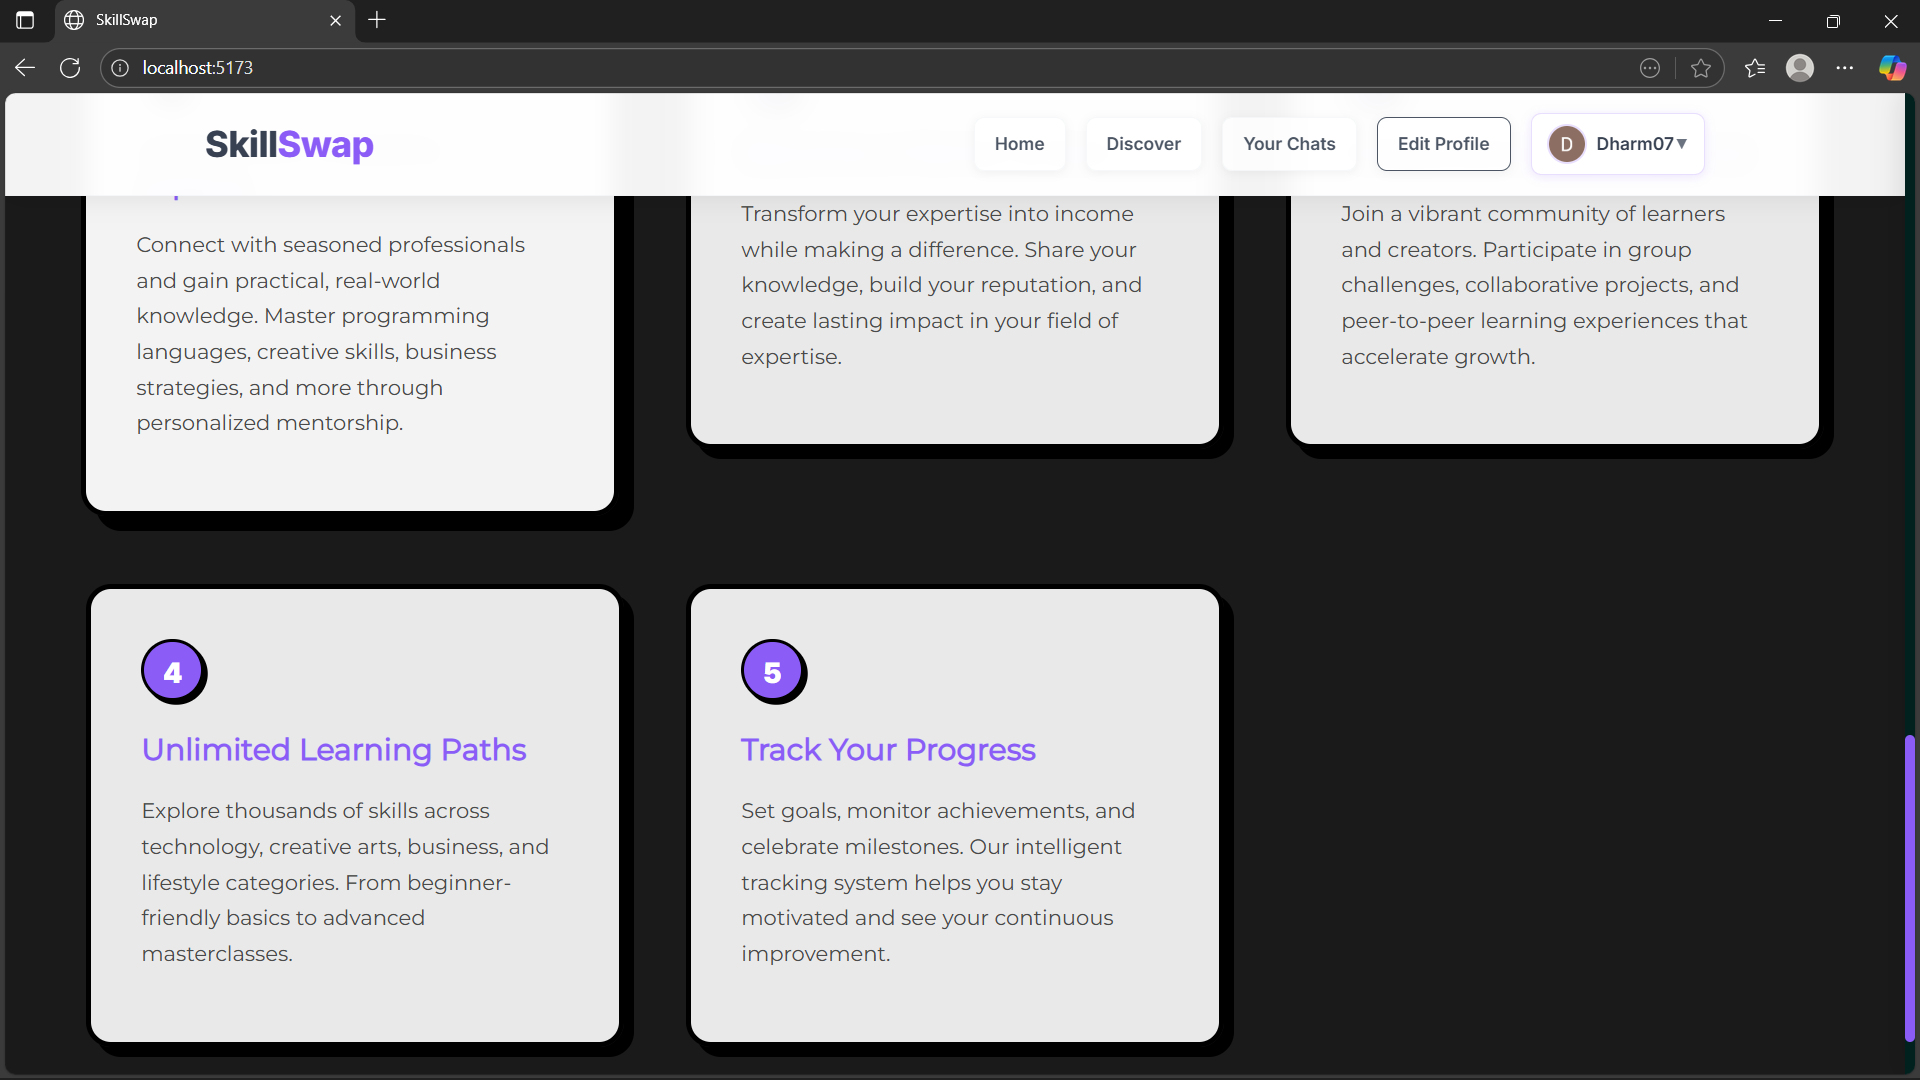 SkillSwap
localhost:5173
SkillSwap
Home
Discover
Your Chats
Edit Profile
D
Dharm07▾
Connect with seasoned professionals
and gain practical, real-world
knowledge. Master programming
languages, creative skills, business
strategies, and more through
personalized mentorship.
Transform your expertise into income
while making a difference. Share your
knowledge, build your reputation, and
create lasting impact in your field of
expertise.
Join a vibrant community of learners
and creators. Participate in group
challenges, collaborative projects, and
peer-to-peer learning experiences that
accelerate growth.
4
Unlimited Learning Paths
Explore thousands of skills across
technology, creative arts, business, and
lifestyle categories. From beginner-
friendly basics to advanced
masterclasses.
5
Track Your Progress
Set goals, monitor achievements, and
celebrate milestones. Our intelligent
tracking system helps you stay
motivated and see your continuous
improvement.